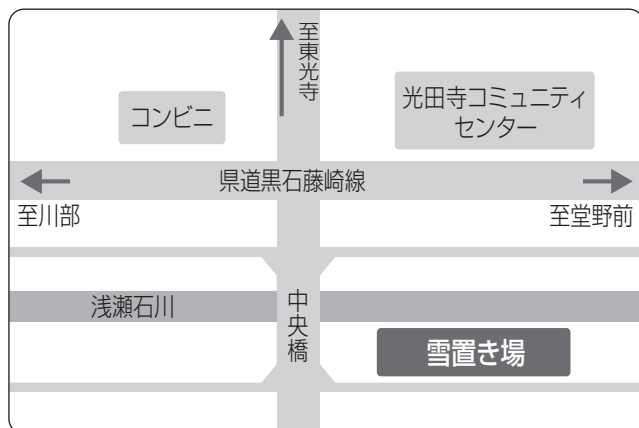 至東光寺
コンビニ
光田寺コミュニティ
センター
県道黒石藤崎線
至川部
至堂野前
浅瀬石川
中央橋
雪置き場